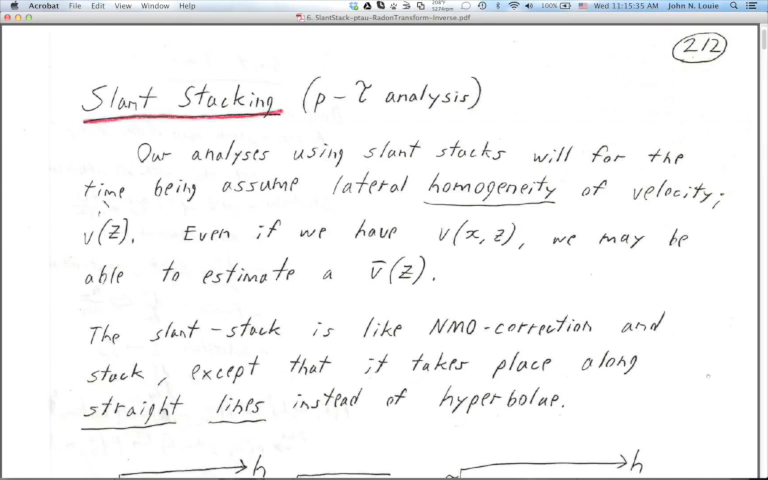 Acrobat File Edit View Window Help
208°F
5274rpm
100% Wed 11:15:35 AM John N. Louie
6. SlantStack-ptau-RadonTransform-Inverse.pdf
212
Slant Stacking (p - τ analysis)
Our analyses using slant stacks will for the
time being assume lateral homogeneity of velocity;
v(z). Even if we have v(x, z), we may be
able to estimate a v̄(z).
The slant-stack is like NMO-correction and
stack, except that it takes place along
straight lines instead of hyperbolae.
h
h